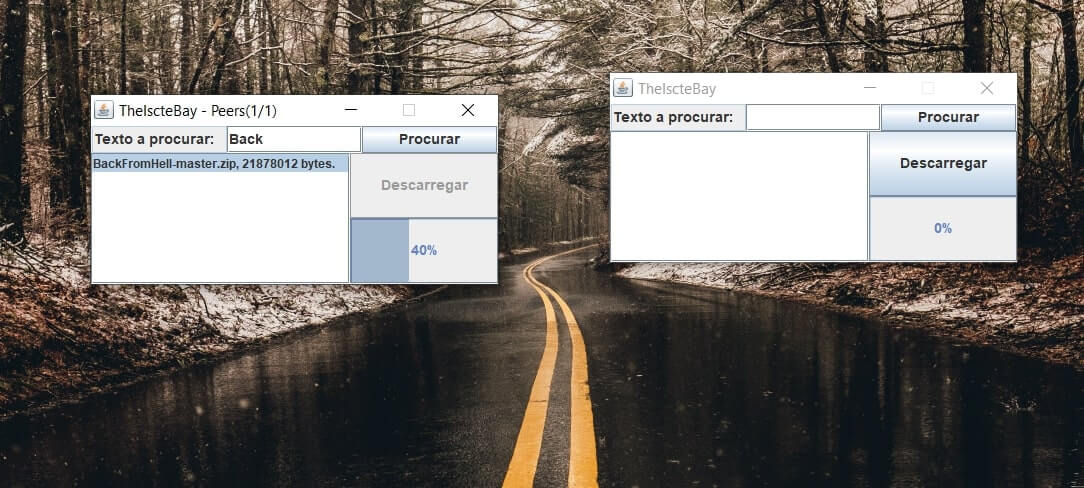 TheIscteBay - Peers(1/1)
Texto a procurar: Back Procurar
BackFromHell-master.zip, 21878012 bytes.
Descarregar
40%
TheIscteBay
Texto a procurar: Procurar
Descarregar
0%